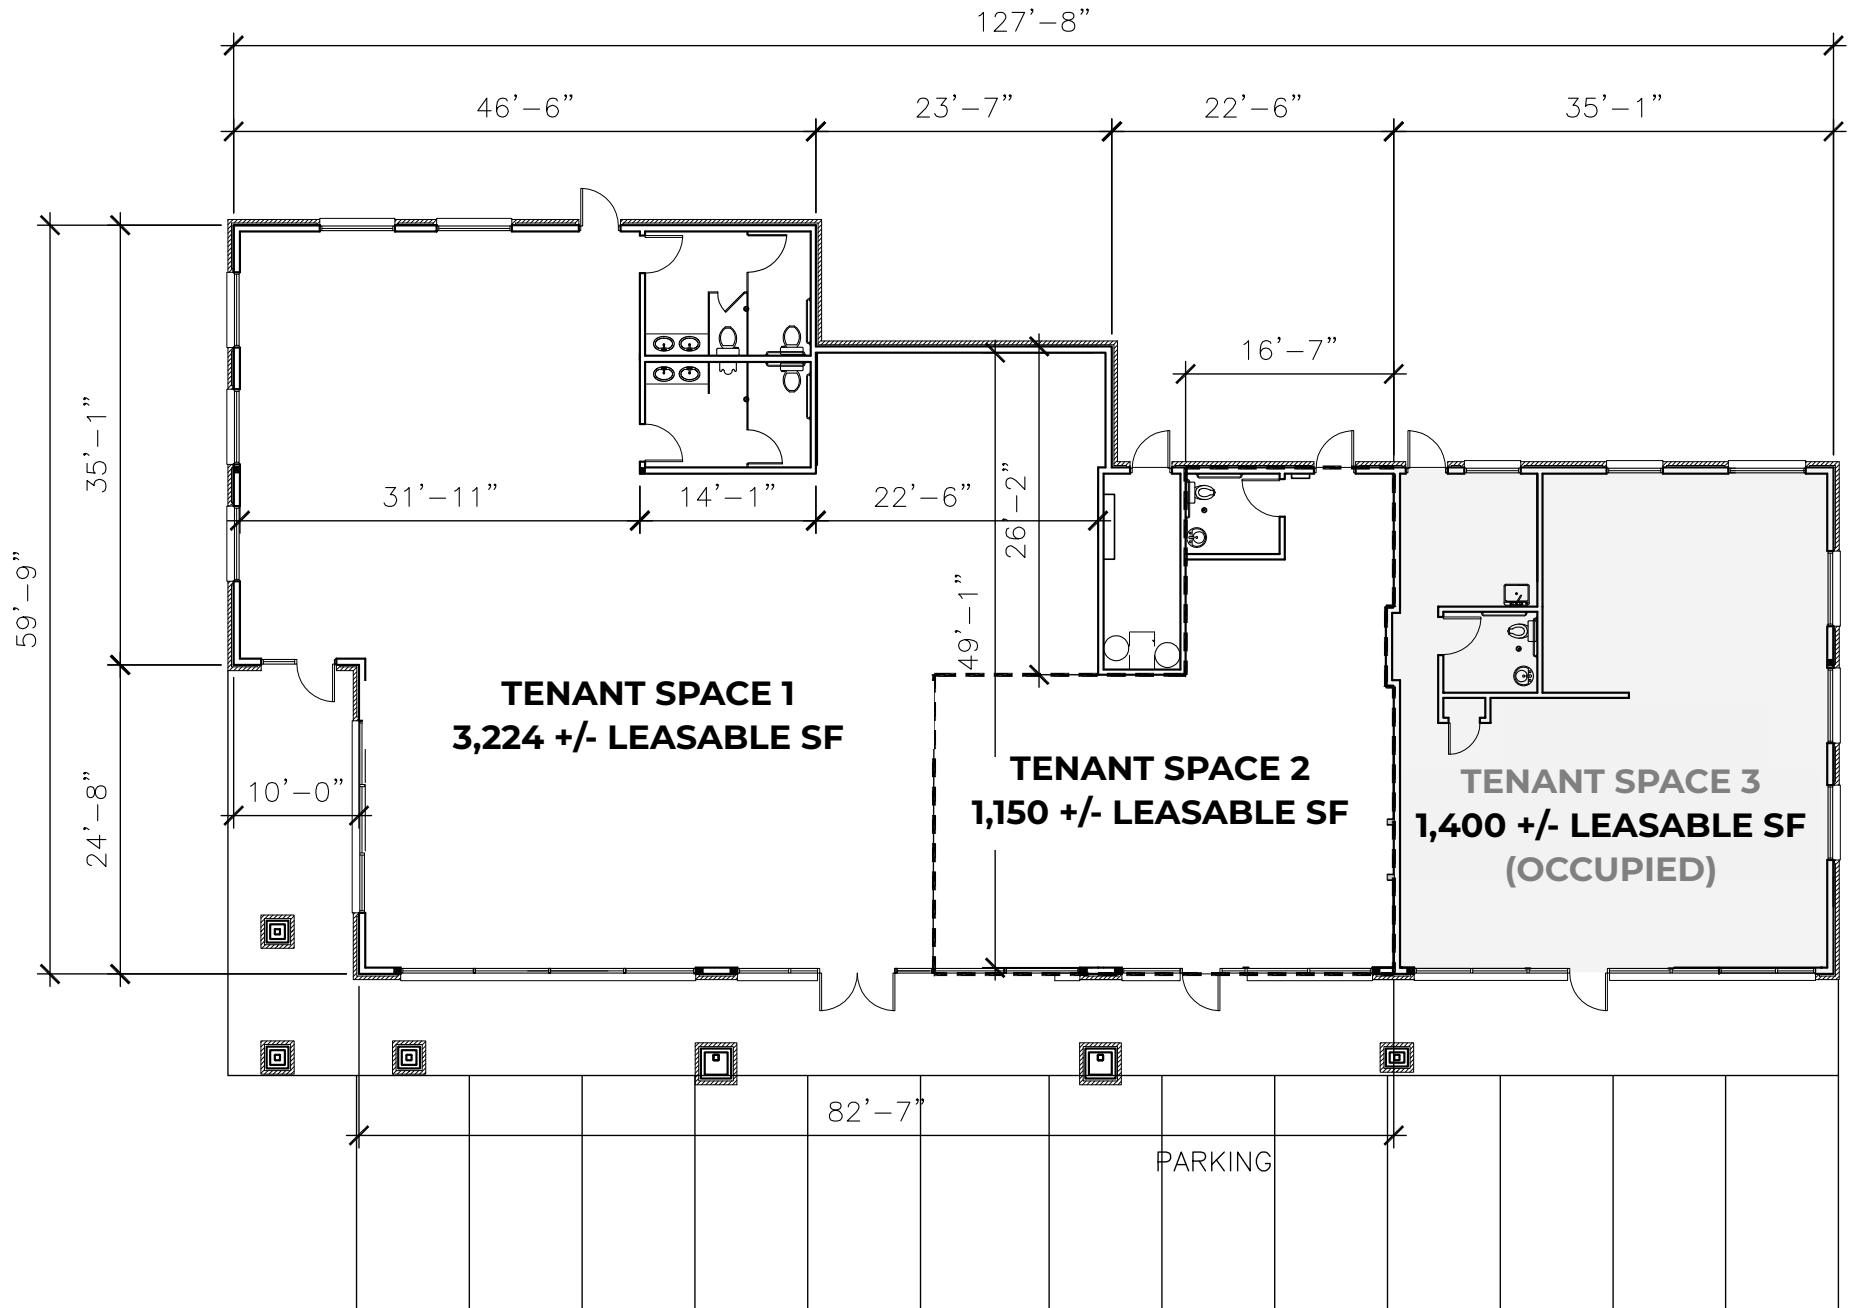 127’-8”
46’-6”
23’-7”
22’-6”
35’-1”
16’-7”
35’-1”
31’-11”
14’-1”
22’-6”
26’-2”
59’-9”
49’-1”
TENANT SPACE 1
3,224 +/- LEASABLE SF
TENANT SPACE 2
1,150 +/- LEASABLE SF
TENANT SPACE 3
1,400 +/- LEASABLE SF
(OCCUPIED)
10’-0”
24’-8”
82’-7”
PARKING